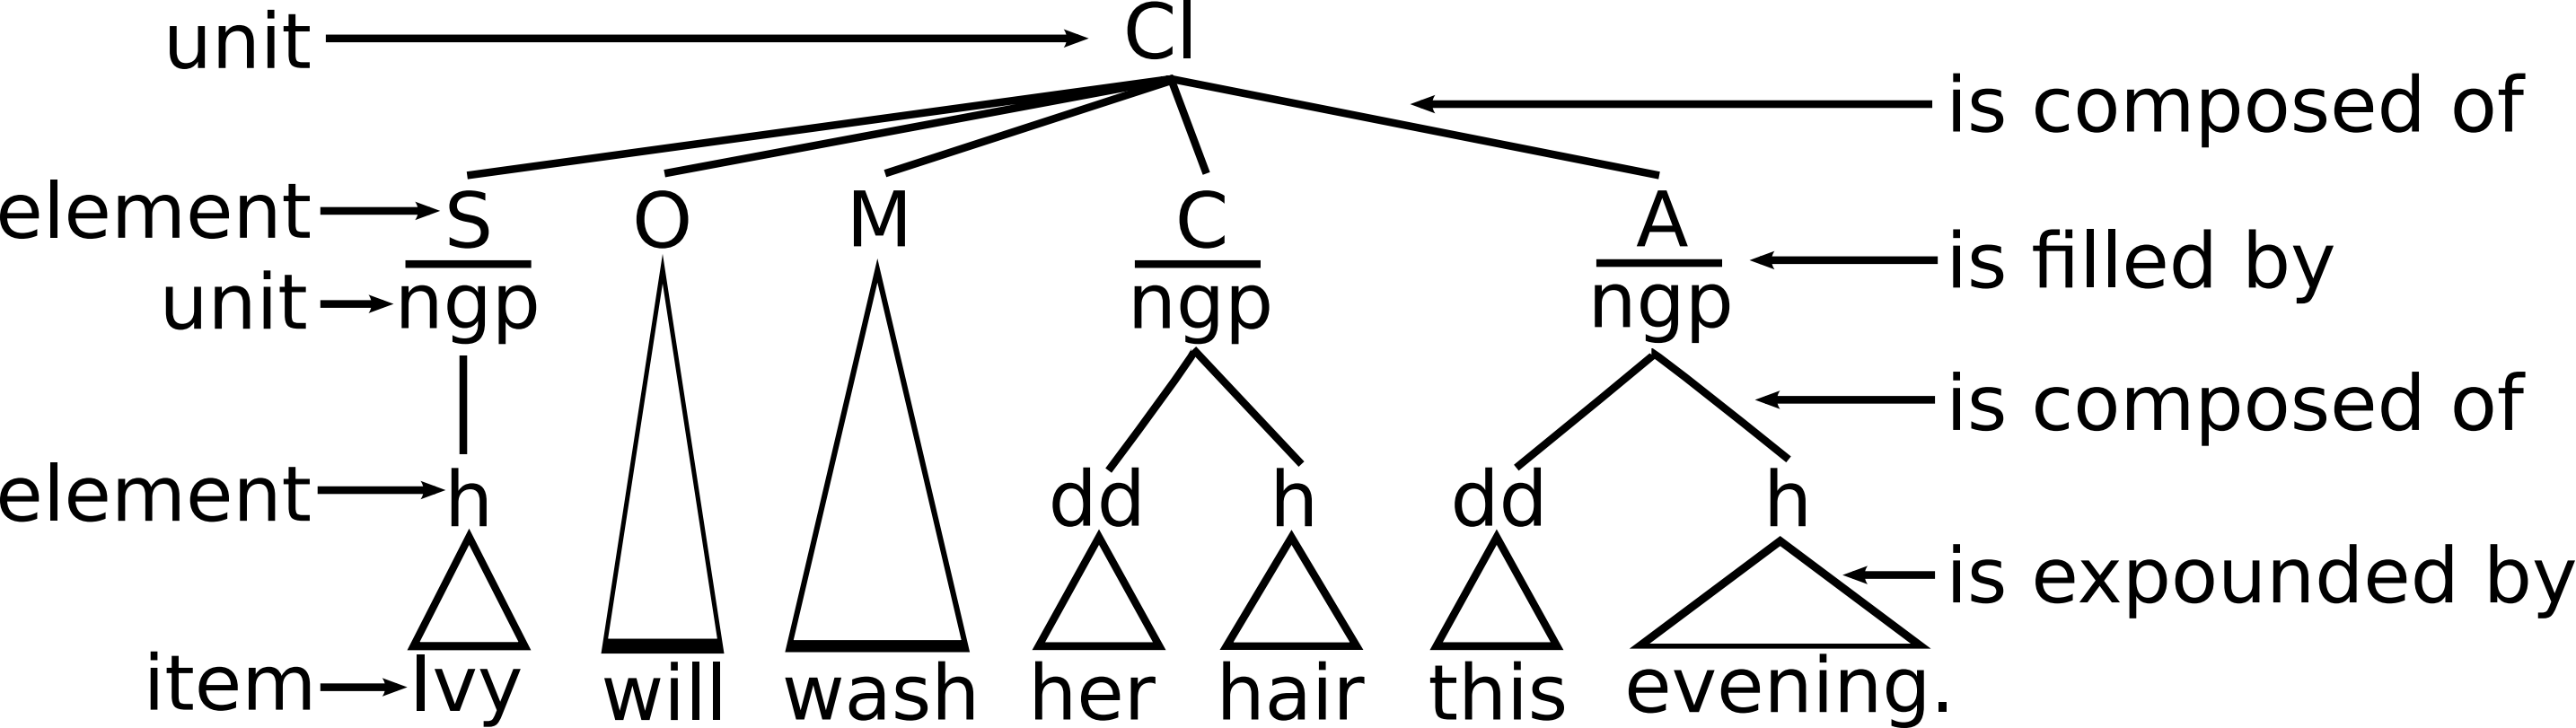 unit Cl
is composed of
element S O M C A
is filled by
unit ngp ngp ngp
is composed of
element h dd h dd h
is expounded by
item Ivy will wash her hair this evening.